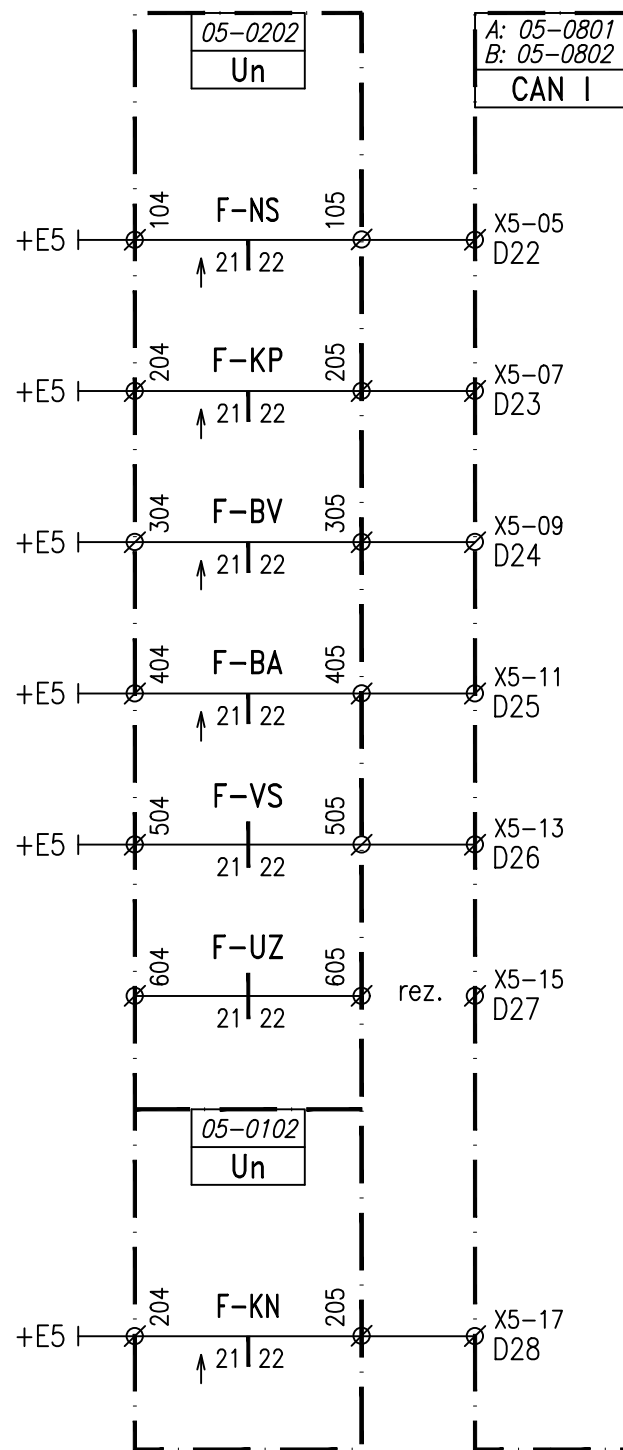 05-0202
Un
A: 05-0801
B: 05-0802
CAN I
+E5 104 F-NS 105 X5-05
21 22 D22
+E5 204 F-KP 205 X5-07
21 22 D23
+E5 304 F-BV 305 X5-09
21 22 D24
+E5 404 F-BA 405 X5-11
21 22 D25
+E5 504 F-VS 505 X5-13
21 22 D26
604 F-UZ 605 rez. X5-15
21 22 D27
05-0102
Un
+E5 204 F-KN 205 X5-17
21 22 D28